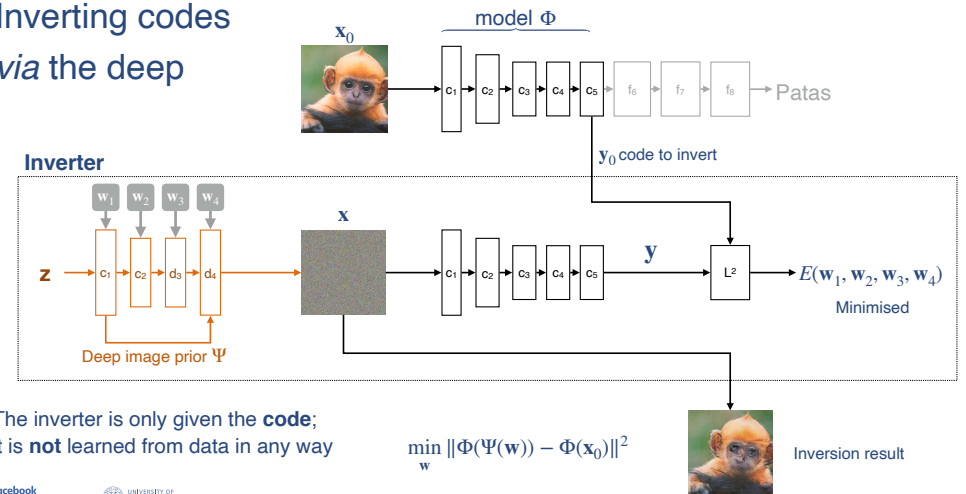 Inverting codes
via the deep
model Φ
x₀
c₁ c₂ c₃ c₄ c₅ f₆ f₇ f₈ Patas
y₀ code to invert
Inverter
w₁ w₂ w₃ w₄
x
z c₁ c₂ d₃ d₄
c₁ c₂ c₃ c₄ c₅
y
L²
E(w₁, w₂, w₃, w₄)
Minimised
Deep image prior Ψ
The inverter is only given the code;
t is not learned from data in any way
min ‖Φ(Ψ(w)) − Φ(x₀)‖²
w
Inversion result
acebook
UNIVERSITY OF